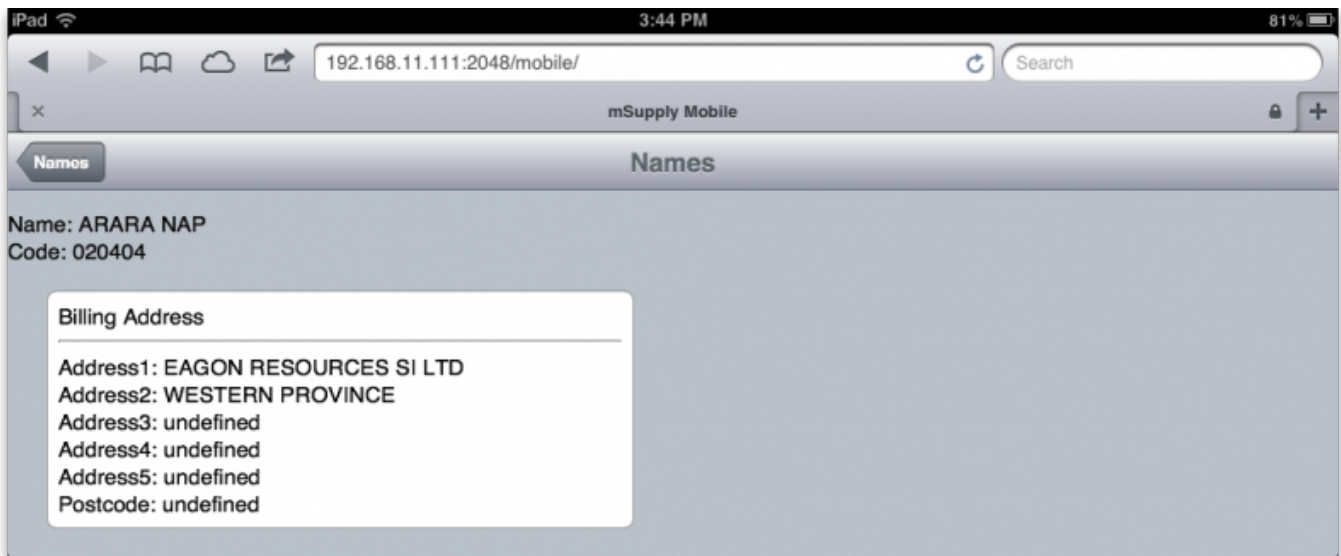 iPad 3:44 PM 81%
192.168.11.111:2048/mobile/ Search
mSupply Mobile
Names Names
Name: ARARA NAP
Code: 020404
Billing Address
Address1: EAGON RESOURCES SI LTD
Address2: WESTERN PROVINCE
Address3: undefined
Address4: undefined
Address5: undefined
Postcode: undefined